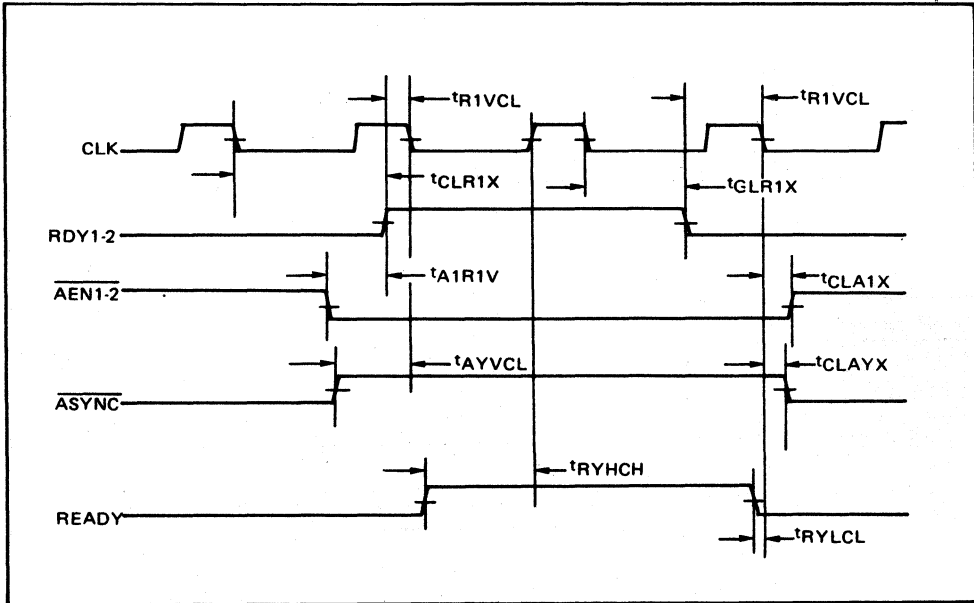 tR1VCL
tR1VCL
CLK
tCLR1X
tGLR1X
RDY1-2
tA1R1V
tCLA1X
AEN1-2
tAYVCL
tCLAYX
ASYNC
tRYHCH
READY
tRYLCL